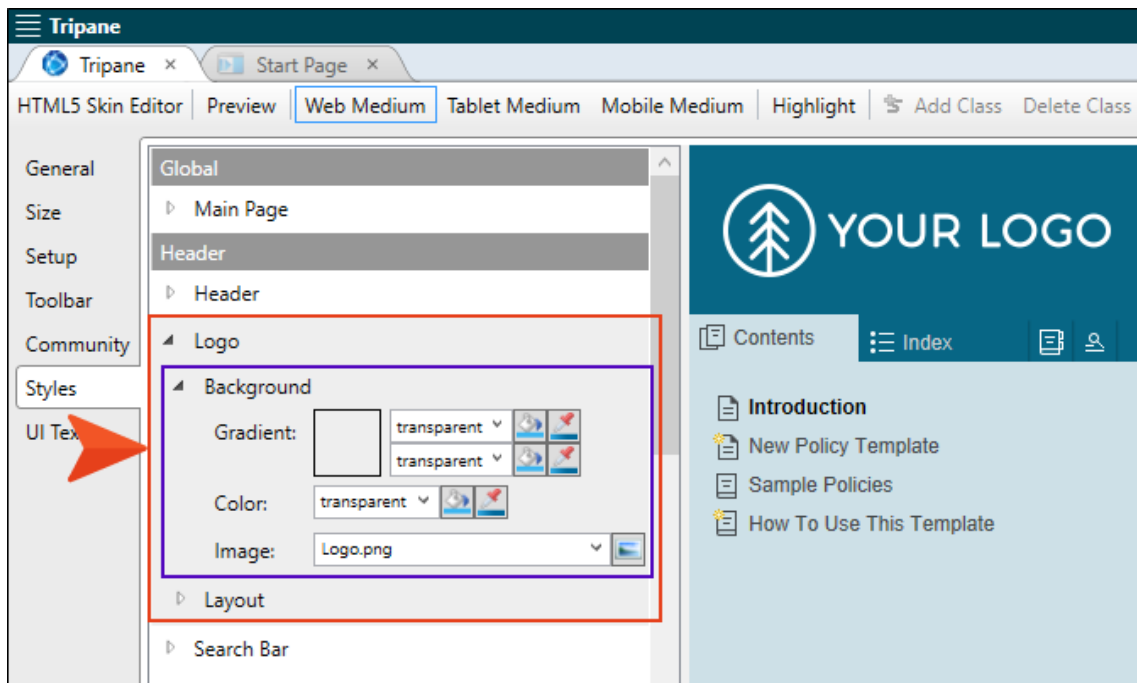 Tripane
Tripane × Start Page ×
HTML5 Skin Editor Preview Web Medium Tablet Medium Mobile Medium Highlight Add Class Delete Class
General
Size
Setup
Toolbar
Community
Styles
UI Tex
Global
Main Page
Header
Header
Logo
Background
Gradient: transparent
transparent
Color: transparent
Image: Logo.png
Layout
Search Bar
YOUR LOGO
Contents Index
Introduction
New Policy Template
Sample Policies
How To Use This Template